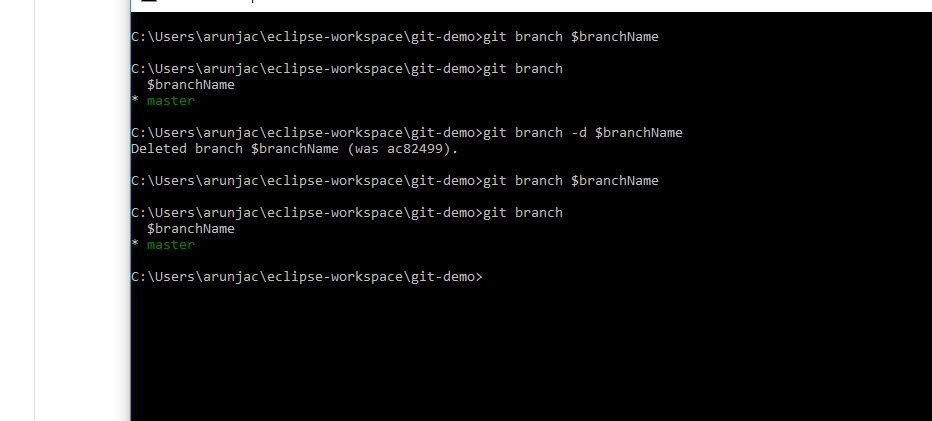 C:\Users\arunjac\eclipse-workspace\git-demo>git branch $branchName
C:\Users\arunjac\eclipse-workspace\git-demo>git branch
  $branchName
* master
C:\Users\arunjac\eclipse-workspace\git-demo>git branch -d $branchName
Deleted branch $branchName (was ac82499).
C:\Users\arunjac\eclipse-workspace\git-demo>git branch $branchName
C:\Users\arunjac\eclipse-workspace\git-demo>git branch
  $branchName
* master
C:\Users\arunjac\eclipse-workspace\git-demo>